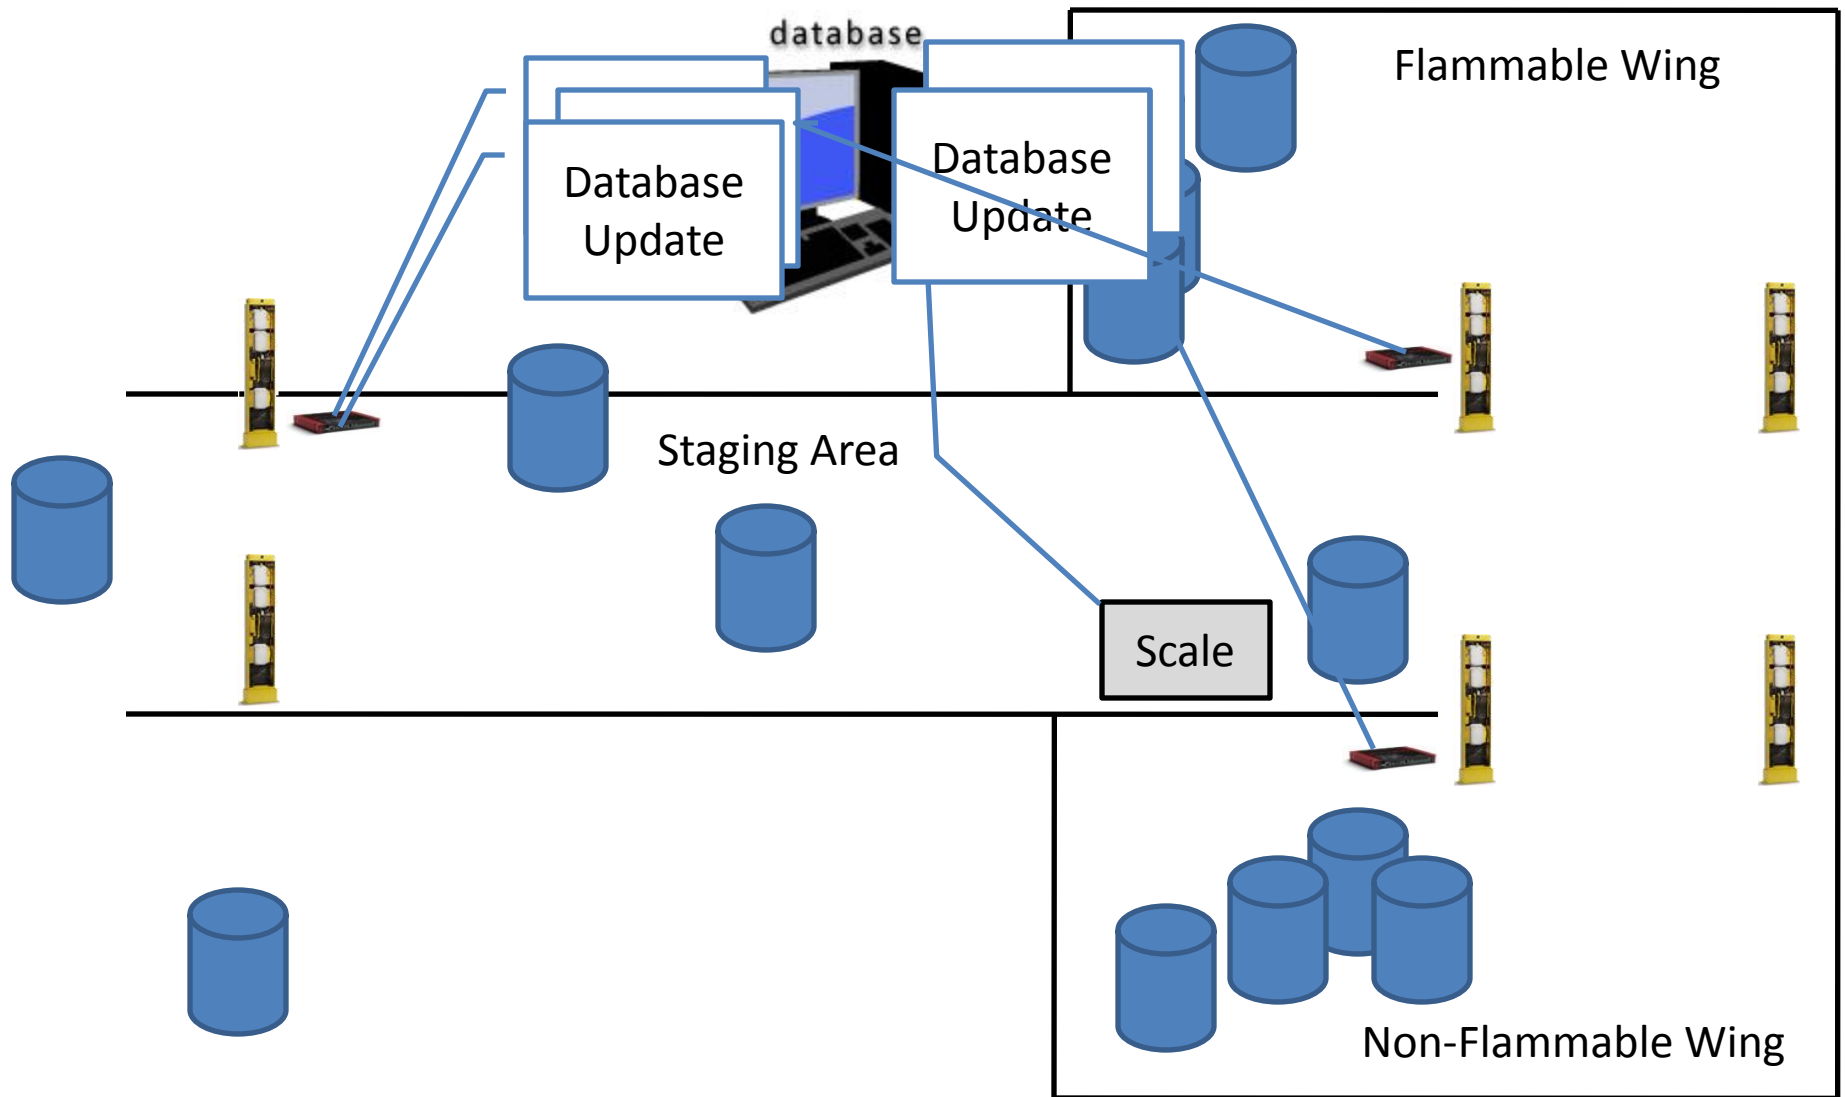 database
Flammable Wing
Database
Update
Database
Update
Staging Area
Scale
Non-Flammable Wing